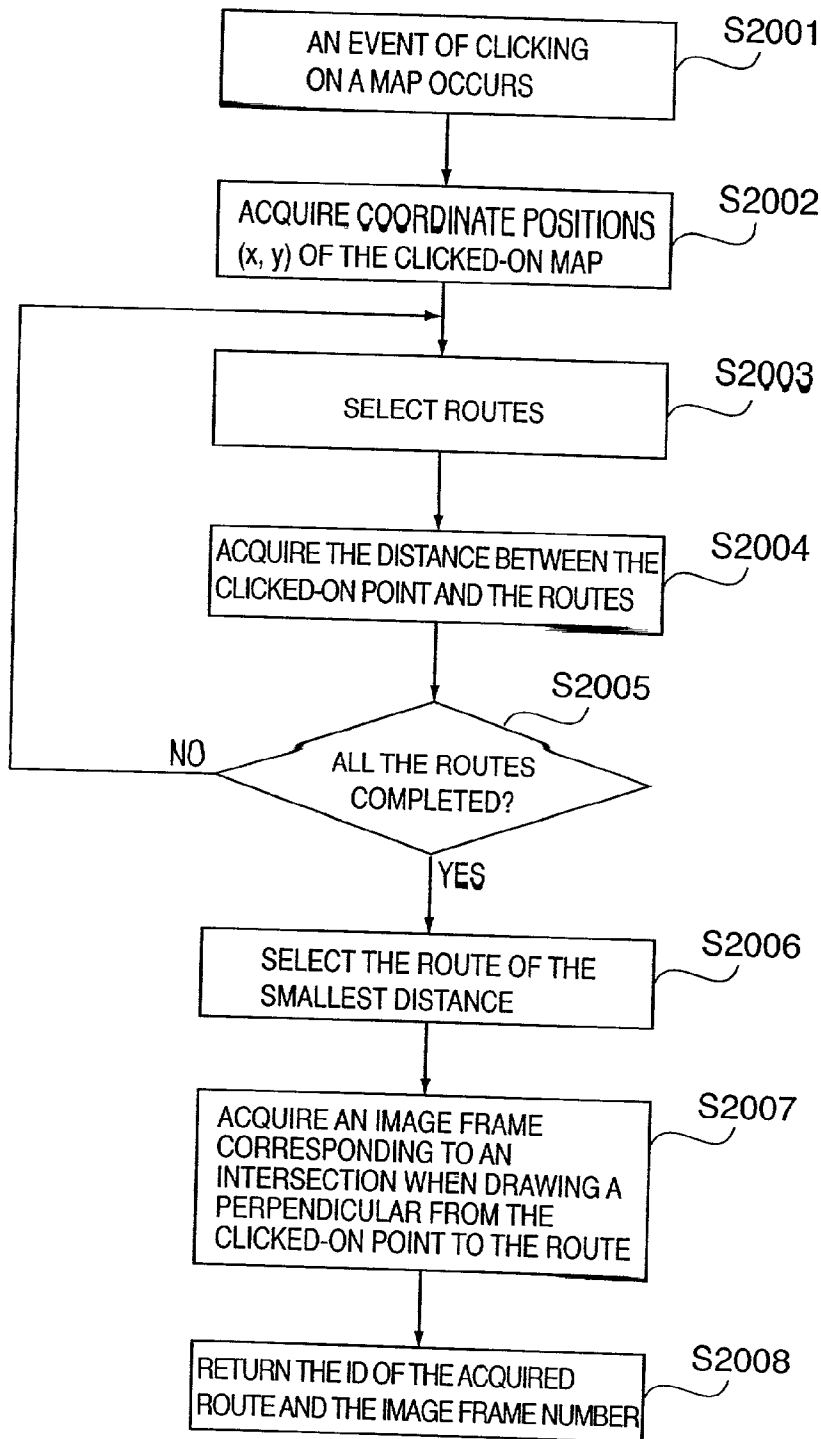 AN EVENT OF CLICKING
ON A MAP OCCURS
S2001
ACQUIRE COORDINATE POSITIONS
(x, y) OF THE CLICKED-ON MAP
S2002
SELECT ROUTES
S2003
ACQUIRE THE DISTANCE BETWEEN THE
CLICKED-ON POINT AND THE ROUTES
S2004
S2005
NO
ALL THE ROUTES
COMPLETED?
YES
SELECT THE ROUTE OF THE
SMALLEST DISTANCE
S2006
ACQUIRE AN IMAGE FRAME
CORRESPONDING TO AN
INTERSECTION WHEN DRAWING A
PERPENDICULAR FROM THE
CLICKED-ON POINT TO THE ROUTE
S2007
RETURN THE ID OF THE ACQUIRED
ROUTE AND THE IMAGE FRAME NUMBER
S2008